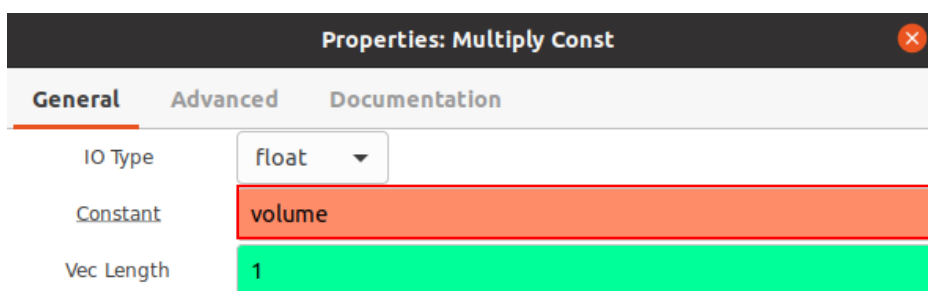 Properties: Multiply Const
General Advanced Documentation
IO Type float
Constant volume
Vec Length 1